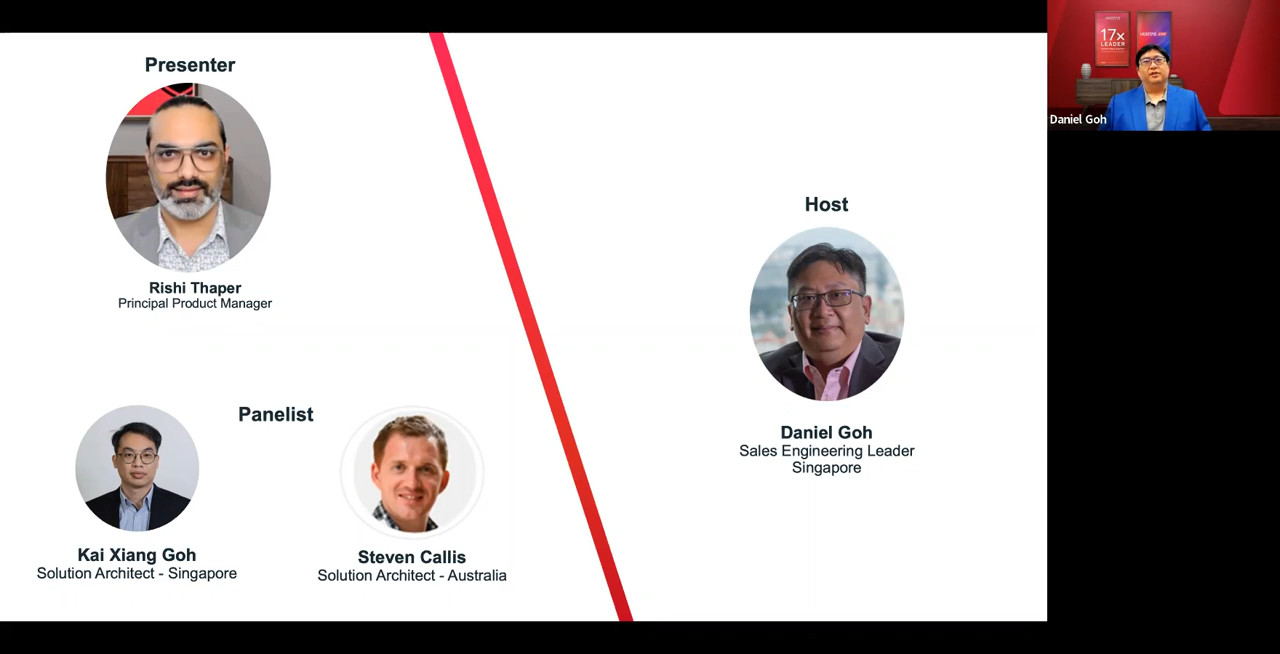 Presenter
Rishi Thaper
Principal Product Manager
Panelist
Kai Xiang Goh
Solution Architect - Singapore
Steven Callis
Solution Architect - Australia
Host
Daniel Goh
Sales Engineering Leader
Singapore
17x
LEADER
Daniel Goh